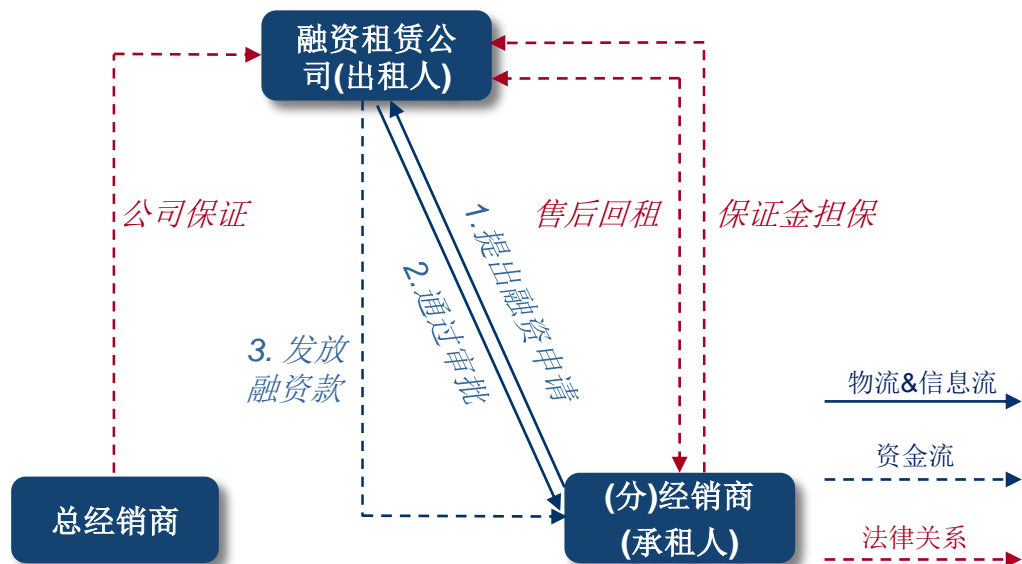 融资租赁公
司(出租人)
公司保证
售后回租
保证金担保
1.提出融资申请
2.通过审批
3. 发放
融资款
物流&信息流
资金流
法律关系
总经销商
(分)经销商
(承租人)